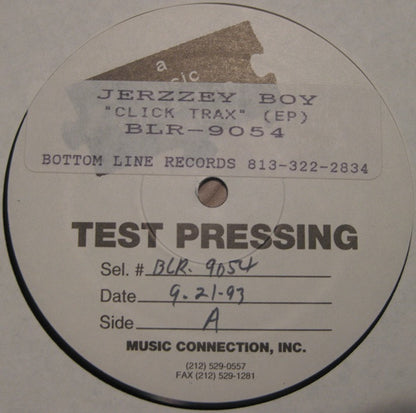 a
JERZZEY BOY
"CLICK TRAX" (EP)
BLR-9054
BOTTOM LINE RECORDS 813-322-2834
TEST PRESSING
Sel. # BLR. 9054
Date 9.21.93
Side A
MUSIC CONNECTION, INC.
(212) 529-0557
FAX (212) 529-1281